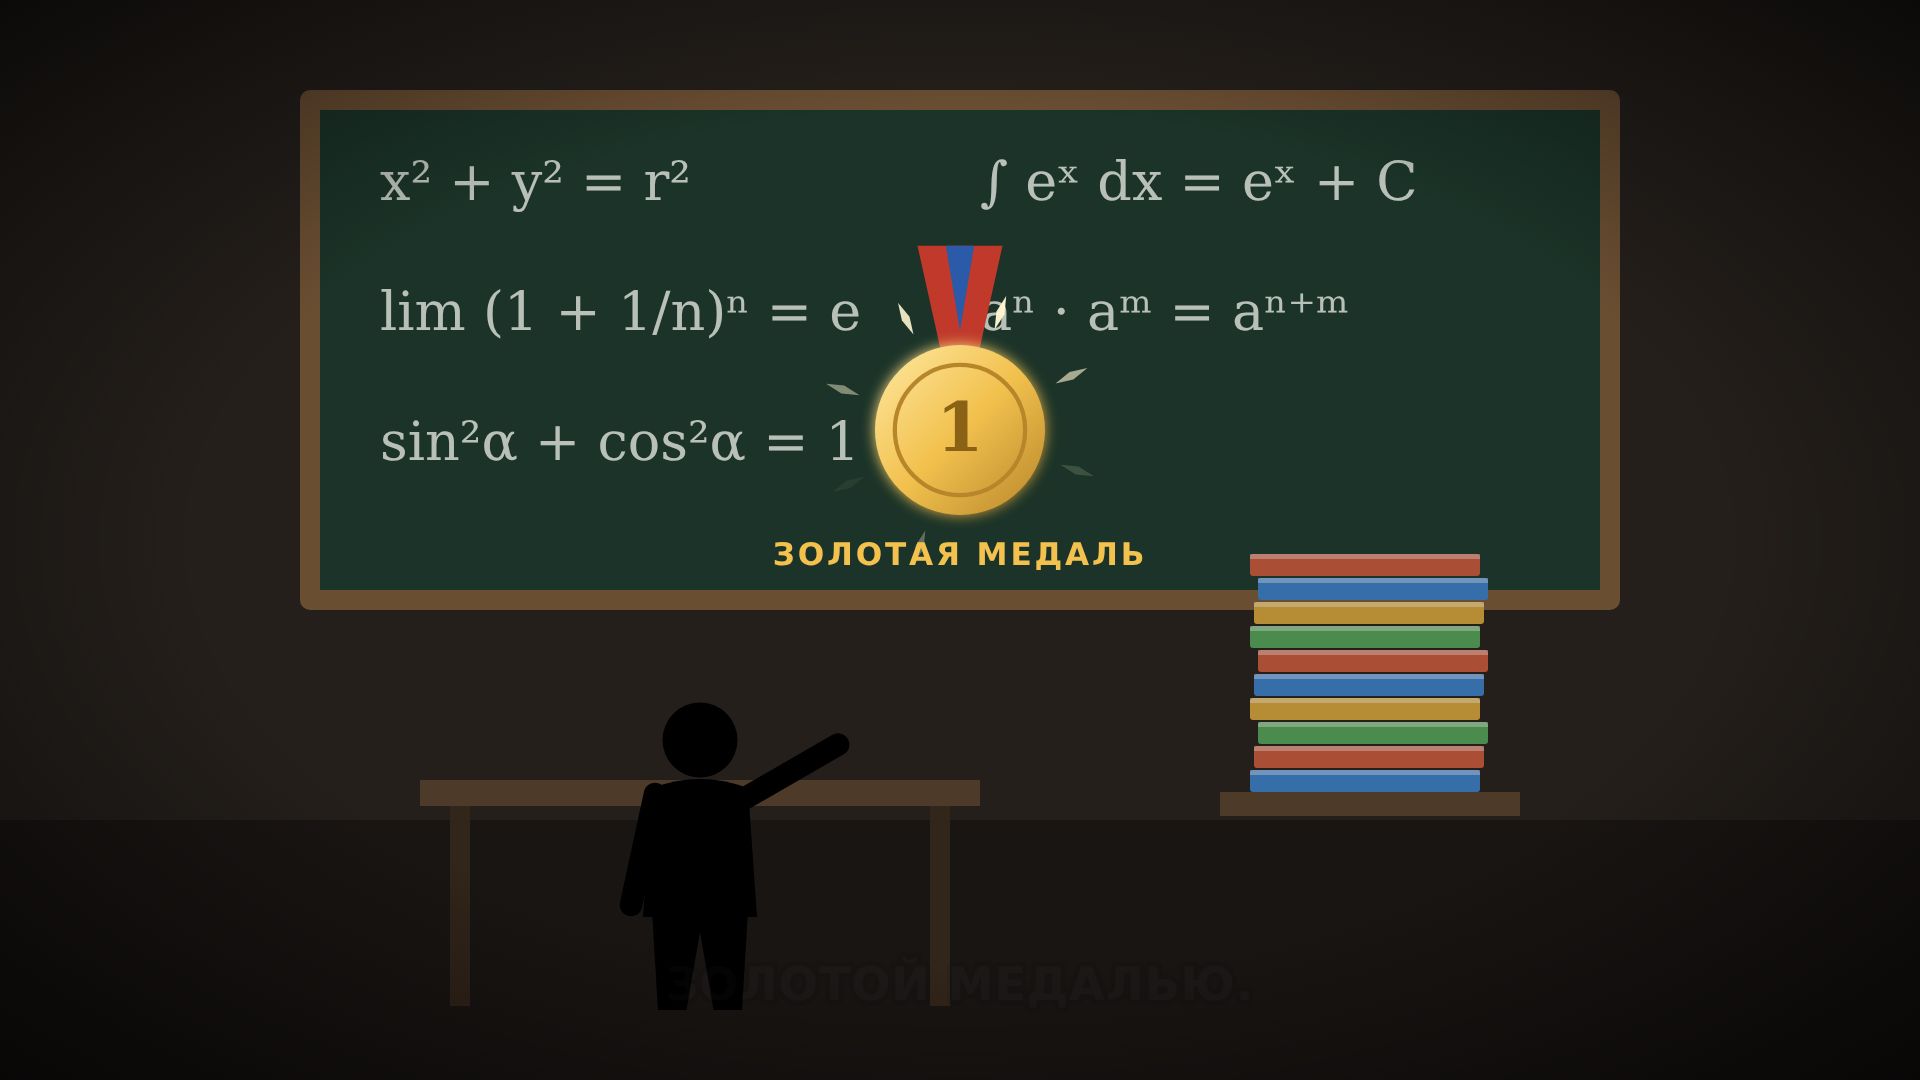 x² + y² = r²
∫ eˣ dx = eˣ + C
lim (1 + 1/n)ⁿ = e
aⁿ · aᵐ = aⁿ⁺ᵐ
sin²α + cos²α = 1
1
ЗОЛОТАЯ МЕДАЛЬ
ЗОЛОТОЙ МЕДАЛЬЮ.